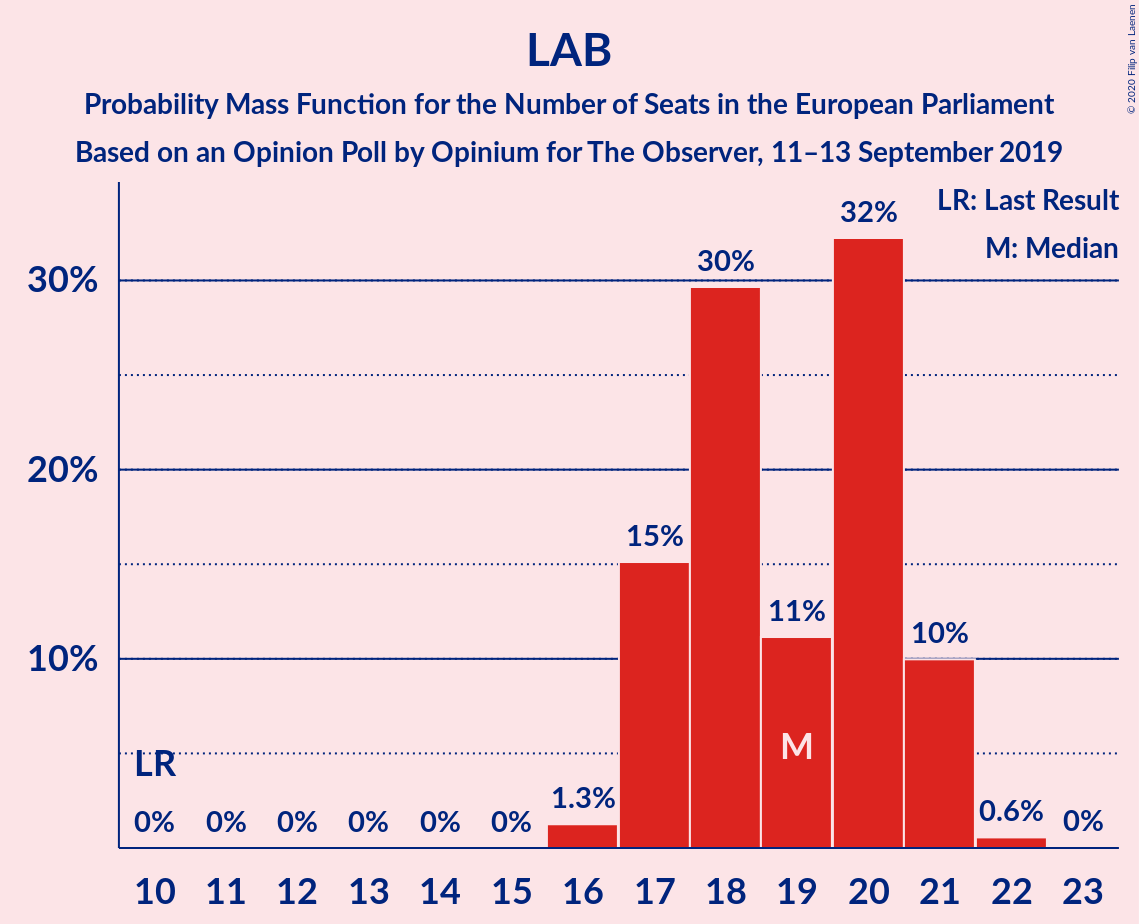 LAB
Probability Mass Function for the Number of Seats in the European Parliament
Based on an Opinion Poll by Opinium for The Observer, 11–13 September 2019
© 2020 Filip van Laenen
LR: Last Result
M: Median
30%
20%
10%
LR
0% 0% 0% 0% 0% 0% 1.3% 15% 30% 11% 32% 10% 0.6% 0%
M
10 11 12 13 14 15 16 17 18 19 20 21 22 23